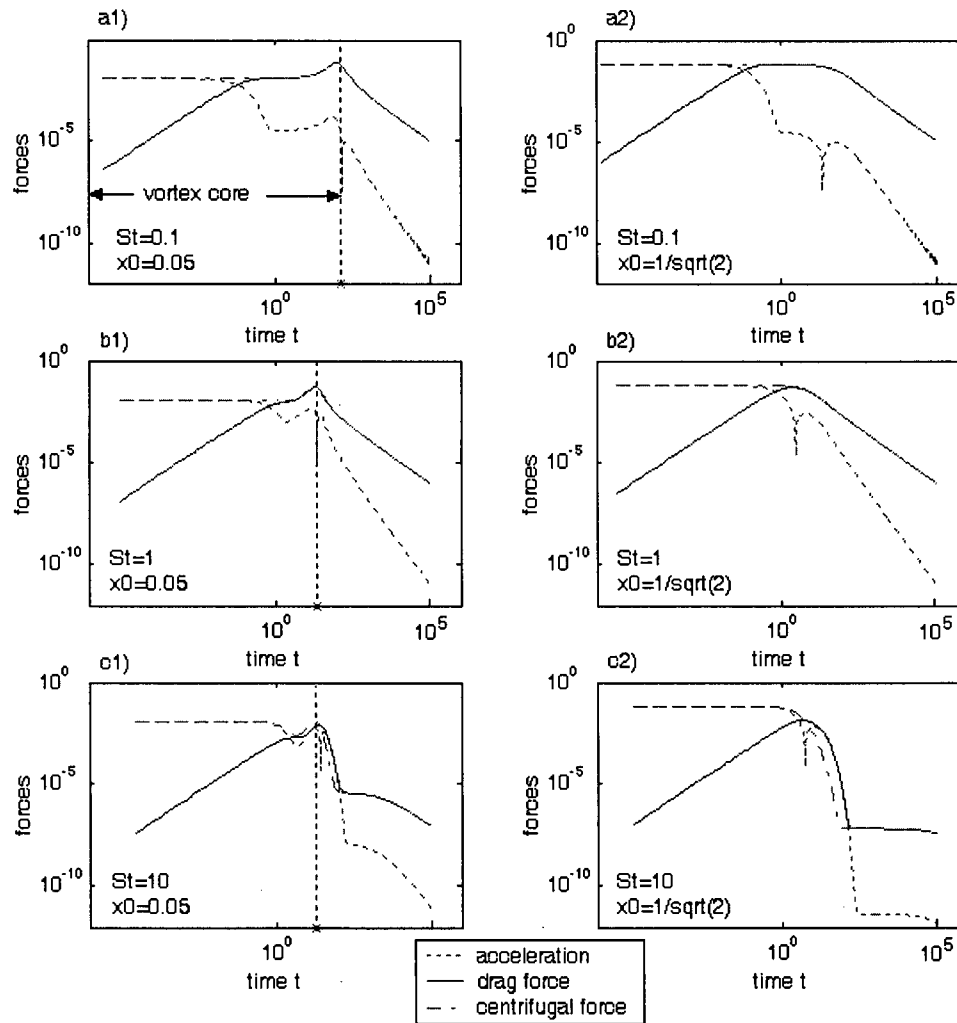 a1)
forces
10^-5
10^-10
vortex core
St=0.1
x0=0.05
10^0
10^5
time t
a2)
forces
10^0
10^-5
10^-10
St=0.1
x0=1/sqrt(2)
10^0
10^5
time t
b1)
forces
10^0
10^-5
10^-10
St=1
x0=0.05
10^0
10^5
time t
b2)
forces
10^0
10^-5
10^-10
St=1
x0=1/sqrt(2)
10^0
10^5
time t
c1)
forces
10^0
10^-5
10^-10
St=10
x0=0.05
10^0
10^5
time t
c2)
forces
10^0
10^-5
10^-10
St=10
x0=1/sqrt(2)
10^0
10^5
time t
acceleration
drag force
centrifugal force